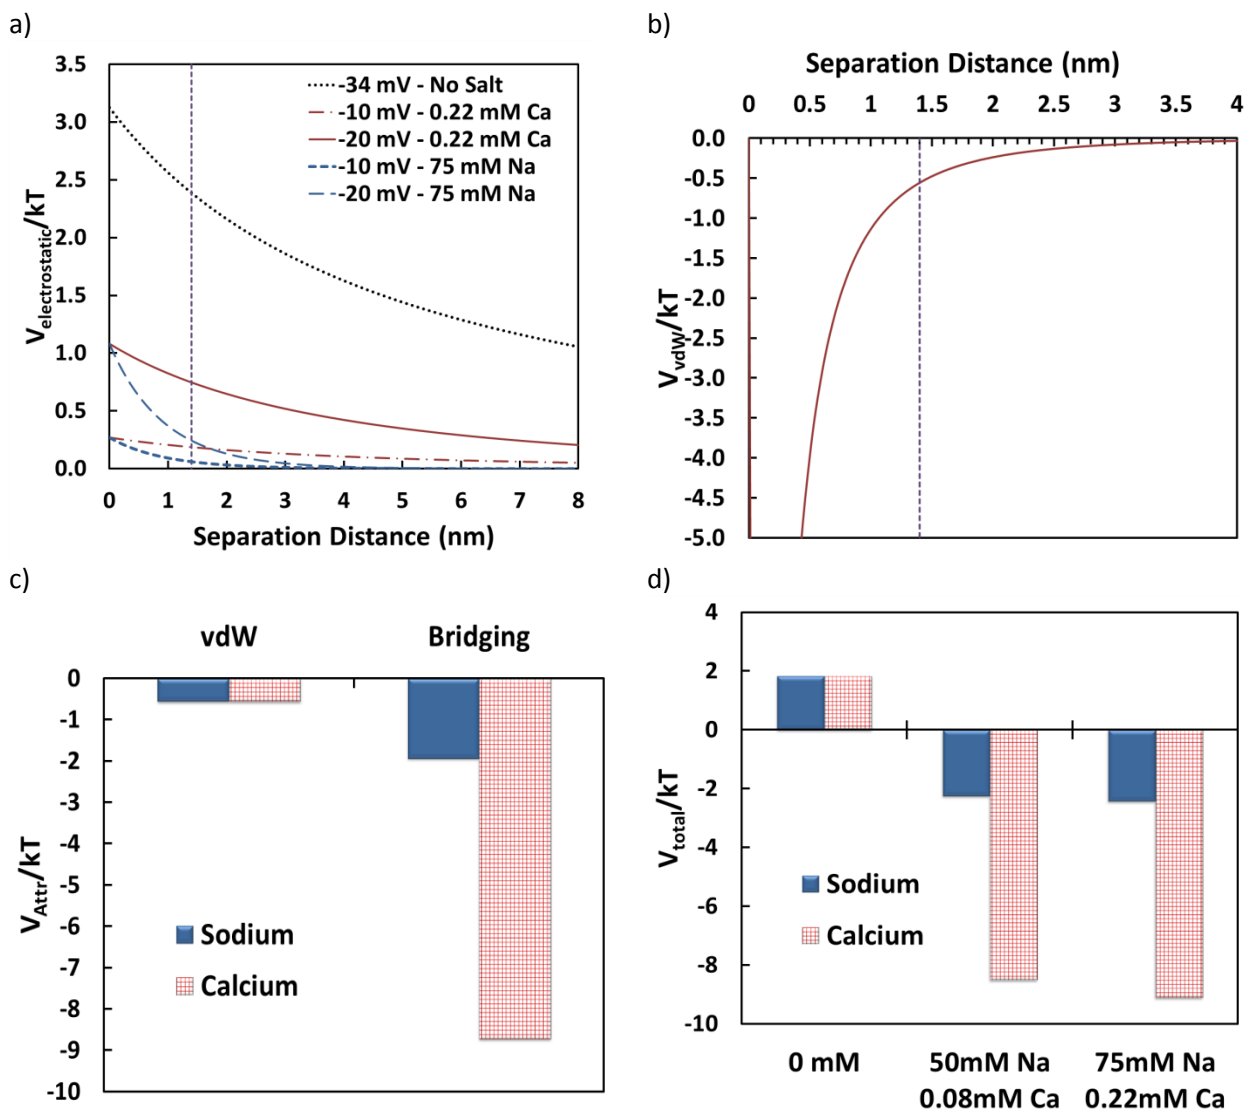 a)
3.5
3.0
2.5
2.0
1.5
1.0
0.5
0.0
V_electrostatic/kT
-34 mV - No Salt
-10 mV - 0.22 mM Ca
-20 mV - 0.22 mM Ca
-10 mV - 75 mM Na
-20 mV - 75 mM Na
0 1 2 3 4 5 6 7 8
Separation Distance (nm)
b)
Separation Distance (nm)
0 0.5 1 1.5 2 2.5 3 3.5 4
0.0
-0.5
-1.0
-1.5
-2.0
-2.5
-3.0
-3.5
-4.0
-4.5
-5.0
V_vdW/kT
c)
vdW Bridging
0
-1
-2
-3
-4
-5
-6
-7
-8
-9
-10
V_Attr/kT
Sodium
Calcium
d)
4
2
0
-2
-4
-6
-8
-10
V_total/kT
Sodium
Calcium
0 mM 50mM Na 75mM Na
0.08mM Ca 0.22mM Ca